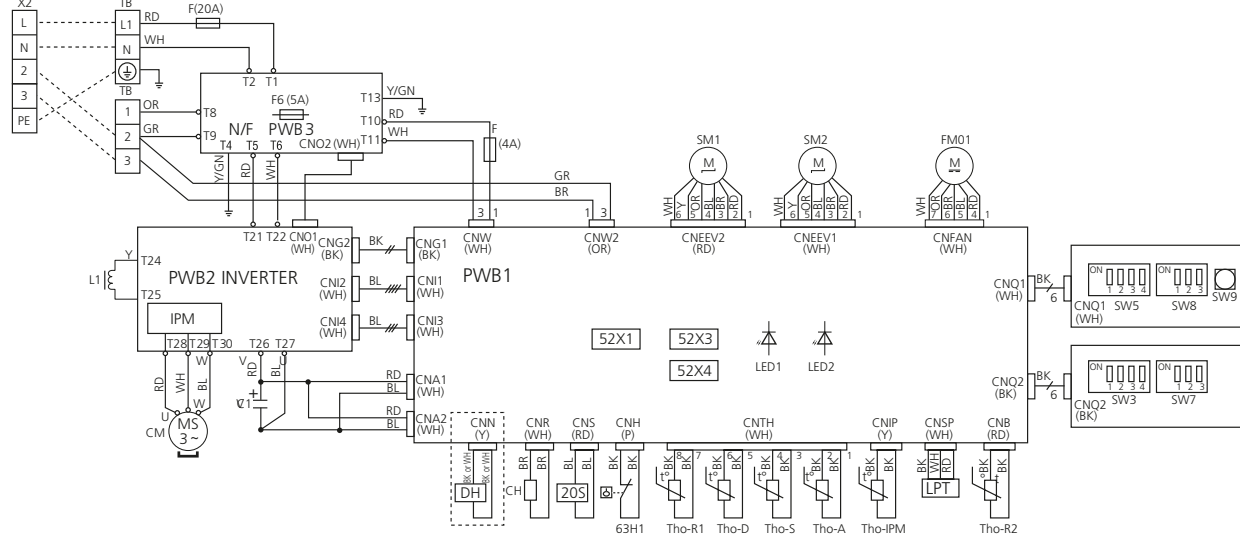 X2
TB
F(20A)
L
L1
RD
N
N
WH
2
3
PE
TB
T2
T1
F6 (5A)
N/F PWB3
T13
Y/GN
T10
RD
T11
WH
F
(4A)
1
OR
T8
2
GR
T9
3
T4
T5
T6
CNO2 (WH)
Y/GN
RD
WH
GR
BR
SM1
M
WH
Y
OR
BL
BR
RD
6
5
4
3
2
1
SM2
M
WH
Y
OR
BL
BR
RD
6
5
4
3
2
1
FM01
M
WH
OR
BR
BL
RD
7
6
5
4
1
3
1
1
3
T21
T22
CNO1
(WH)
CNG2
(BK)
BK
CNG1
(BK)
CNW
(WH)
CNW2
(OR)
CNEEV2
(RD)
CNEEV1
(WH)
CNFAN
(WH)
Y
T24
L1
T25
PWB2 INVERTER
CNI2
(WH)
BL
CNI1
(WH)
PWB1
IPM
CNI4
(WH)
BL
CNI3
(WH)
52X1
52X3
52X4
LED1
LED2
CNQ1
(WH)
BK
6
CNQ1
(WH)
ON
1 2 3 4
SW5
ON
1 2 3
SW8
SW9
CNQ2
(BK)
BK
6
CNQ2
(BK)
ON
1 2 3 4
SW3
ON
1 2 3
SW7
T28
T29
T30
T26
T27
V
W
V
U
RD
WH
BL
RD
BL
U
W
CM
MS
3~
+
C1
RD
BL
CNA1
(WH)
RD
BL
CNA2
(WH)
CNN
(Y)
BK or WH
BK or WH
DH
CNR
(WH)
BR
BR
CH
CNS
(RD)
BL
BL
20S
CNH
(P)
BK
BK
63H1
CNTH
(WH)
8
7
6
5
4
3
2
1
BK
BK
t°
Tho-R1
BK
BK
t°
Tho-D
BK
BK
t°
Tho-S
BK
BK
t°
Tho-A
CNIP
(Y)
BK
BK
t°
Tho-IPM
CNSP
(WH)
BK
WH
RD
LPT
CNB
(RD)
BK
BK
t°
Tho-R2